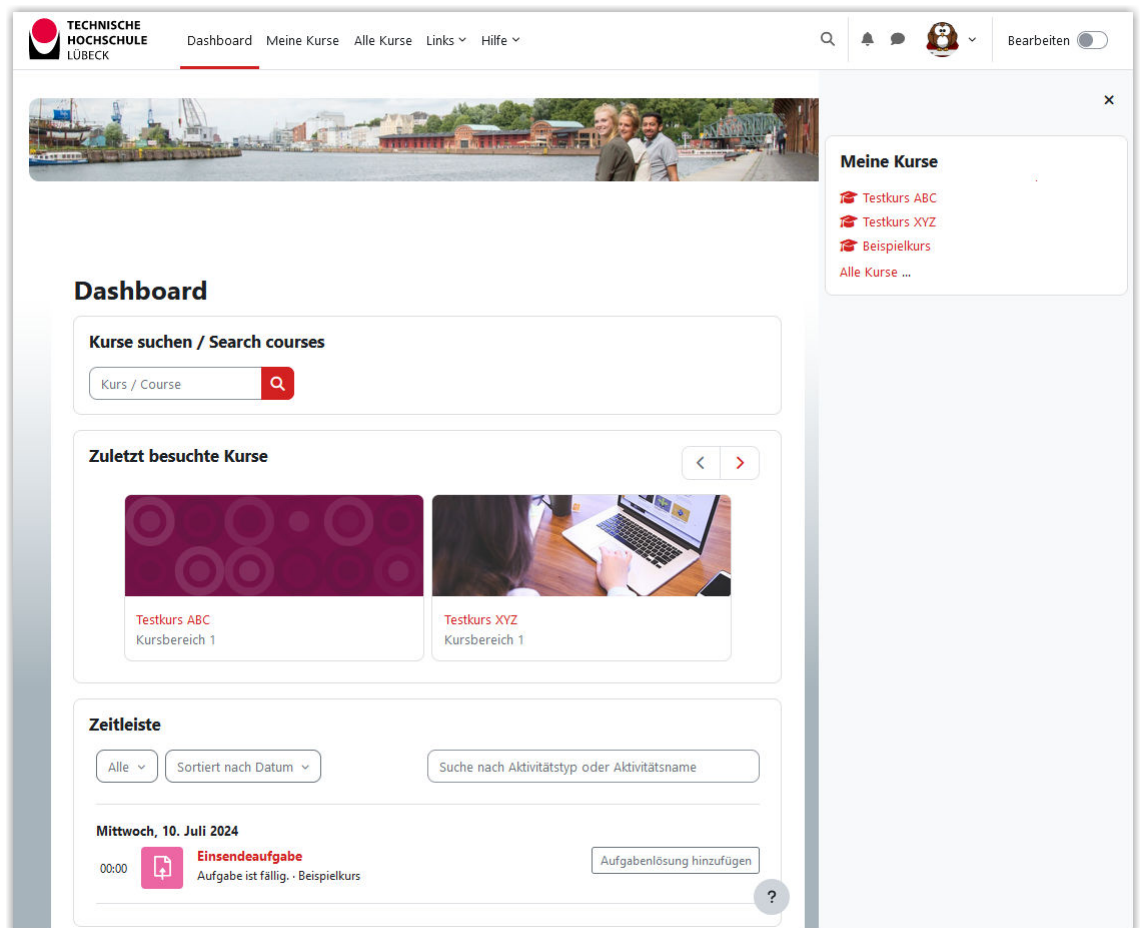 TECHNISCHE
HOCHSCHULE
LÜBECK
Dashboard Meine Kurse Alle Kurse Links Hilfe
Bearbeiten
Meine Kurse
Testkurs ABC
Testkurs XYZ
Beispielkurs
Alle Kurse ...
Dashboard
Kurse suchen / Search courses
Kurs / Course
Zuletzt besuchte Kurse
Testkurs ABC
Kursbereich 1
Testkurs XYZ
Kursbereich 1
Zeitleiste
Alle
Sortiert nach Datum
Suche nach Aktivitätstyp oder Aktivitätsname
Mittwoch, 10. Juli 2024
00:00
Einsendeaufgabe
Aufgabe ist fällig. · Beispielkurs
Aufgabenlösung hinzufügen
?